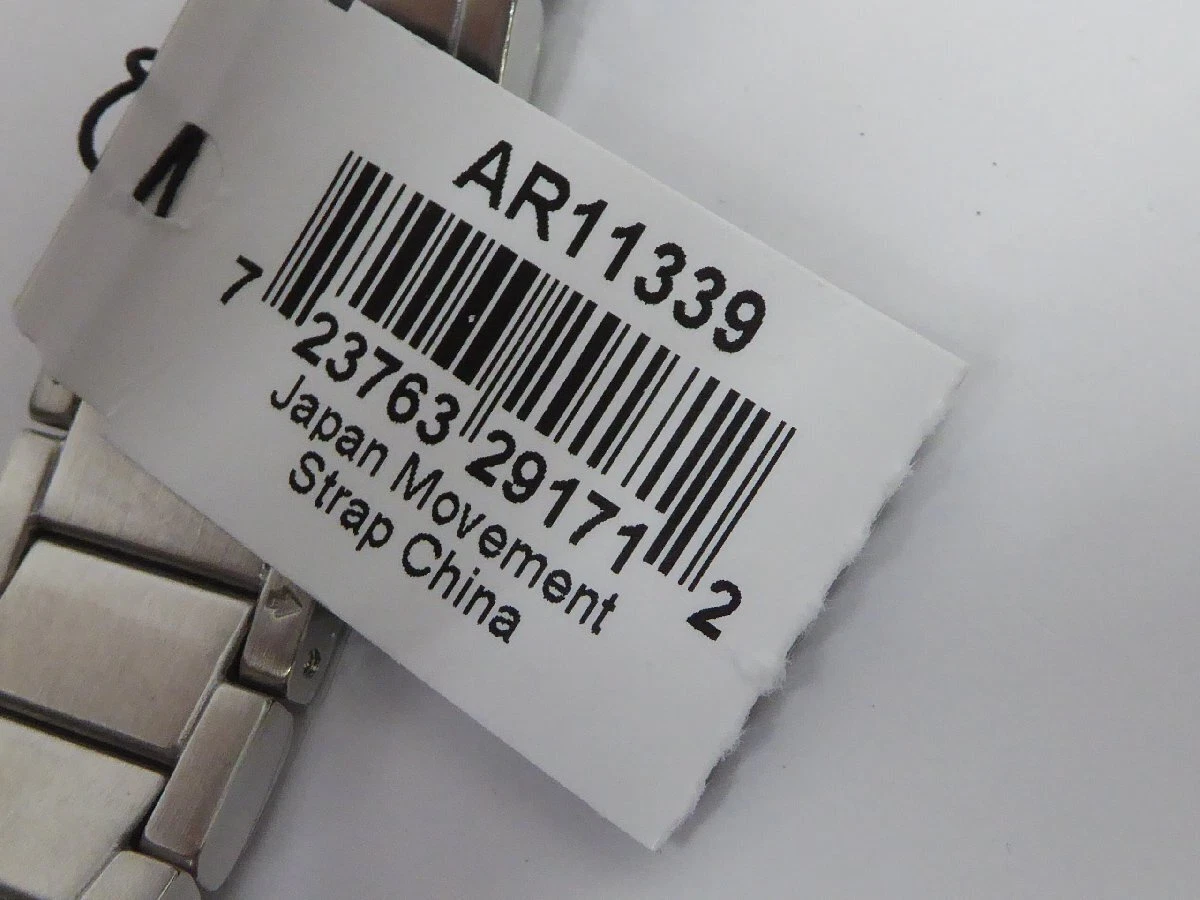 AR11339
7 23763 29171 2
Japan Movement
Strap China